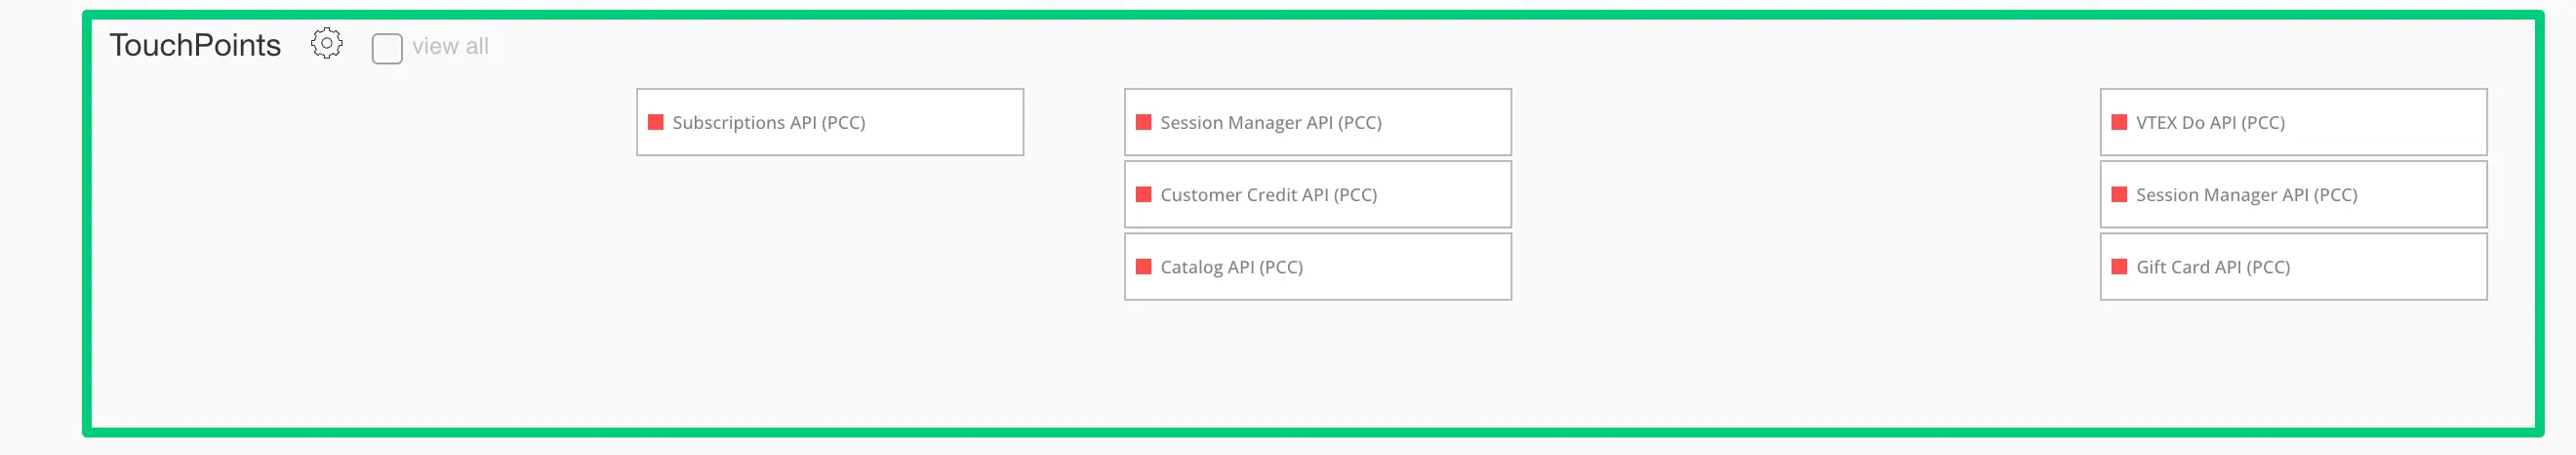 TouchPoints
view all
Subscriptions API (PCC)
Session Manager API (PCC)
Customer Credit API (PCC)
Catalog API (PCC)
VTEX Do API (PCC)
Session Manager API (PCC)
Gift Card API (PCC)